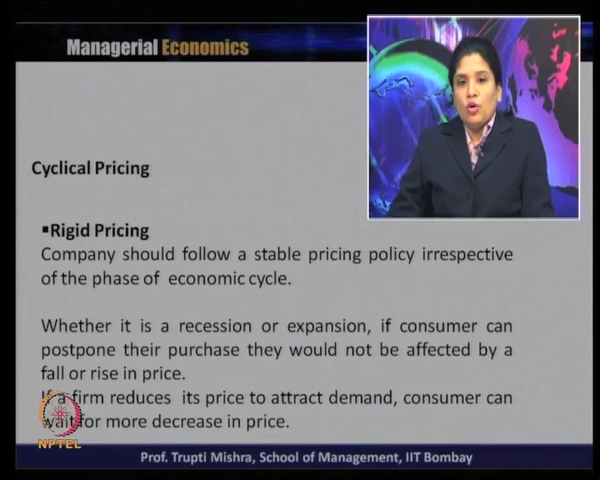 Managerial Economics
Cyclical Pricing
▪Rigid Pricing
Company should follow a stable pricing policy irrespective
of the phase of economic cycle.
Whether it is a recession or expansion, if consumer can
postpone their purchase they would not be affected by a
fall or rise in price.
If a firm reduces its price to attract demand, consumer can
wait for more decrease in price.
NPTEL
Prof. Trupti Mishra, School of Management, IIT Bombay